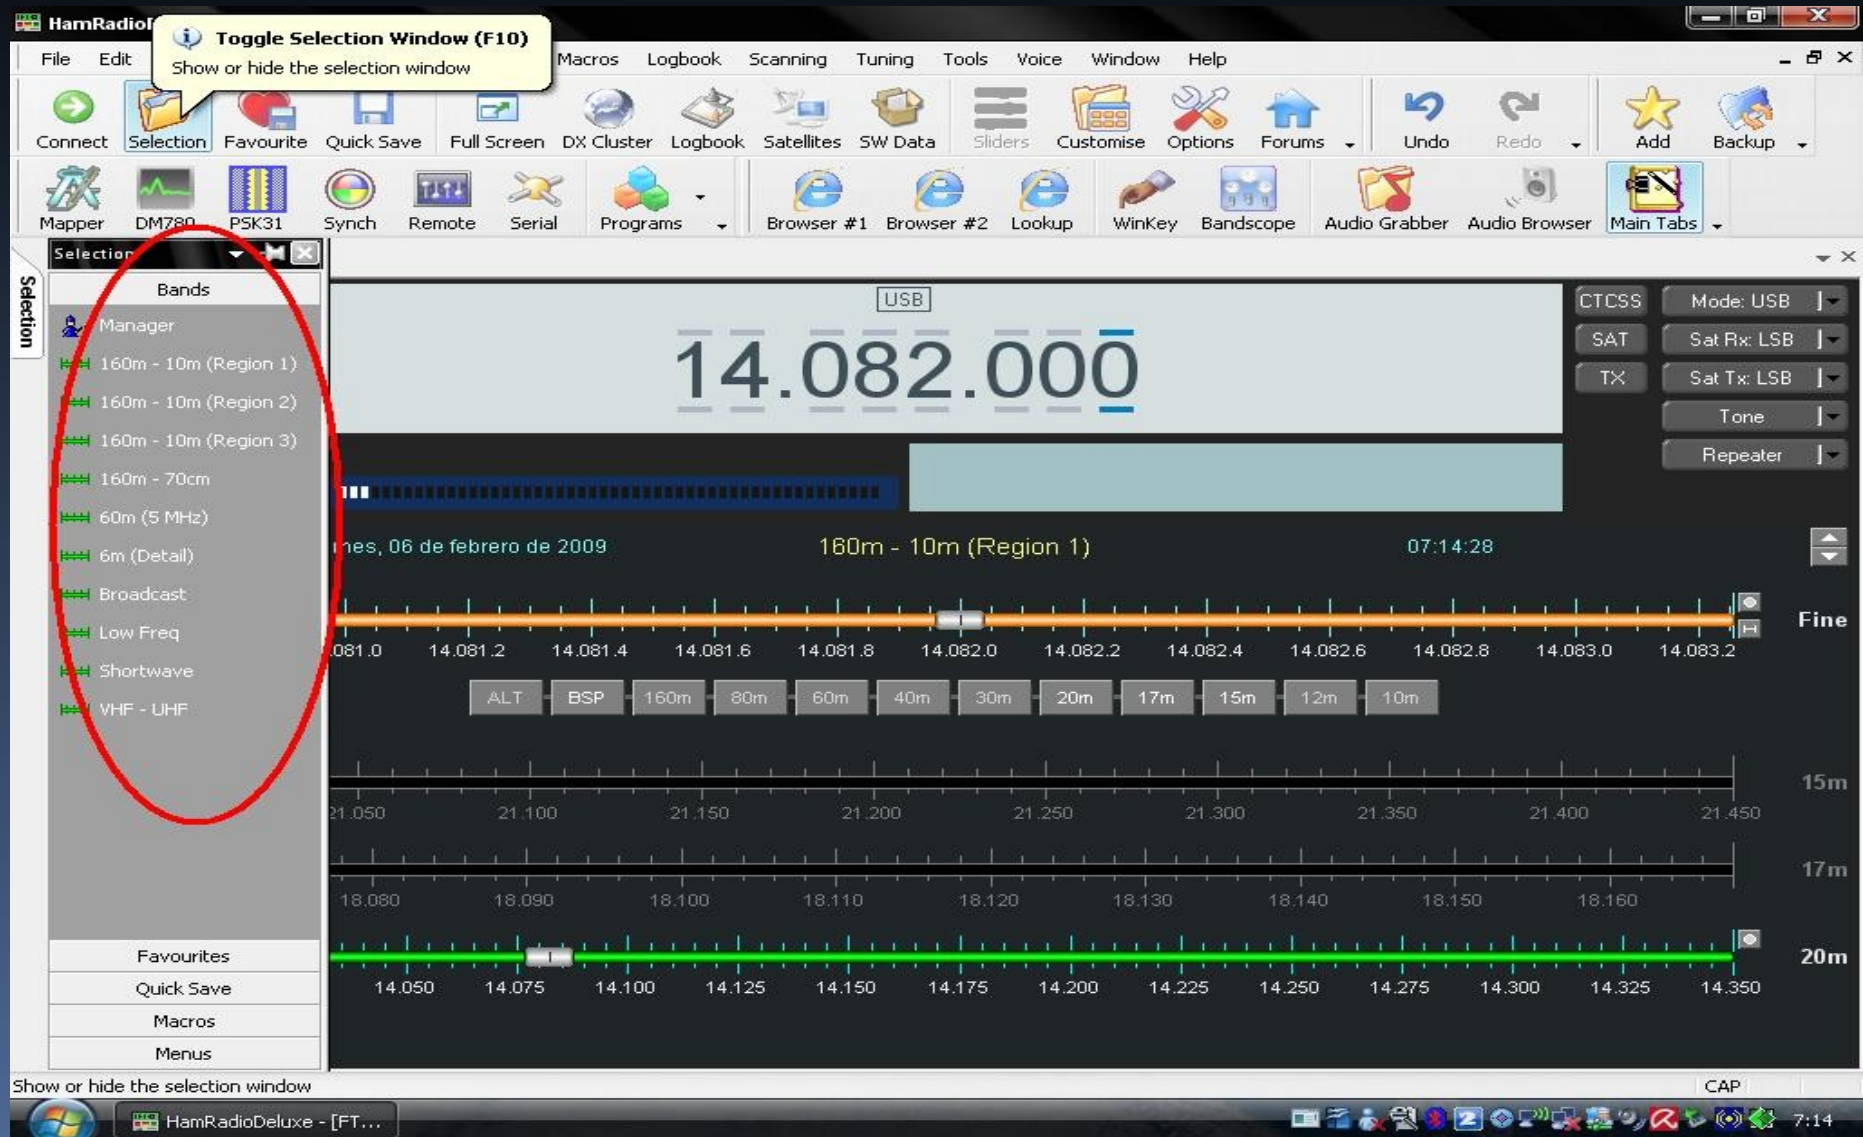 HamRadio
Toggle Selection Window (F10)
Show or hide the selection window
File Edit Macros Logbook Scanning Tuning Tools Voice Window Help
Connect Selection Favourite Quick Save Full Screen DX Cluster Logbook Satellites SW Data Sliders Customise Options Forums Undo Redo Add Backup
Mapper DM780 PSK31 Synch Remote Serial Programs Browser #1 Browser #2 Lookup WinKey Bandscope Audio Grabber Audio Browser Main Tabs
Selection
Selection
Bands
Manager
160m - 10m (Region 1)
160m - 10m (Region 2)
160m - 10m (Region 3)
160m - 70cm
60m (5 MHz)
6m (Detail)
Broadcast
Low Freq
Shortwave
VHF - UHF
Favourites
Quick Save
Macros
Menus
USB
14.082.000
CTCSS Mode: USB
SAT Sat Rx: LSB
TX Sat Tx: LSB
Tone
Repeater
06 de febrero de 2009 160m - 10m (Region 1) 07:14:28
Fine
081.0 14.081.2 14.081.4 14.081.6 14.081.8 14.082.0 14.082.2 14.082.4 14.082.6 14.082.8 14.083.0 14.083.2
ALT BSP 160m 80m 60m 40m 30m 20m 17m 15m 12m 10m
15m
21.050 21.100 21.150 21.200 21.250 21.300 21.350 21.400 21.450
17m
18.080 18.090 18.100 18.110 18.120 18.130 18.140 18.150 18.160
20m
14.050 14.075 14.100 14.125 14.150 14.175 14.200 14.225 14.250 14.275 14.300 14.325 14.350
Show or hide the selection window CAP
HamRadioDeluxe - [FT... 7:14